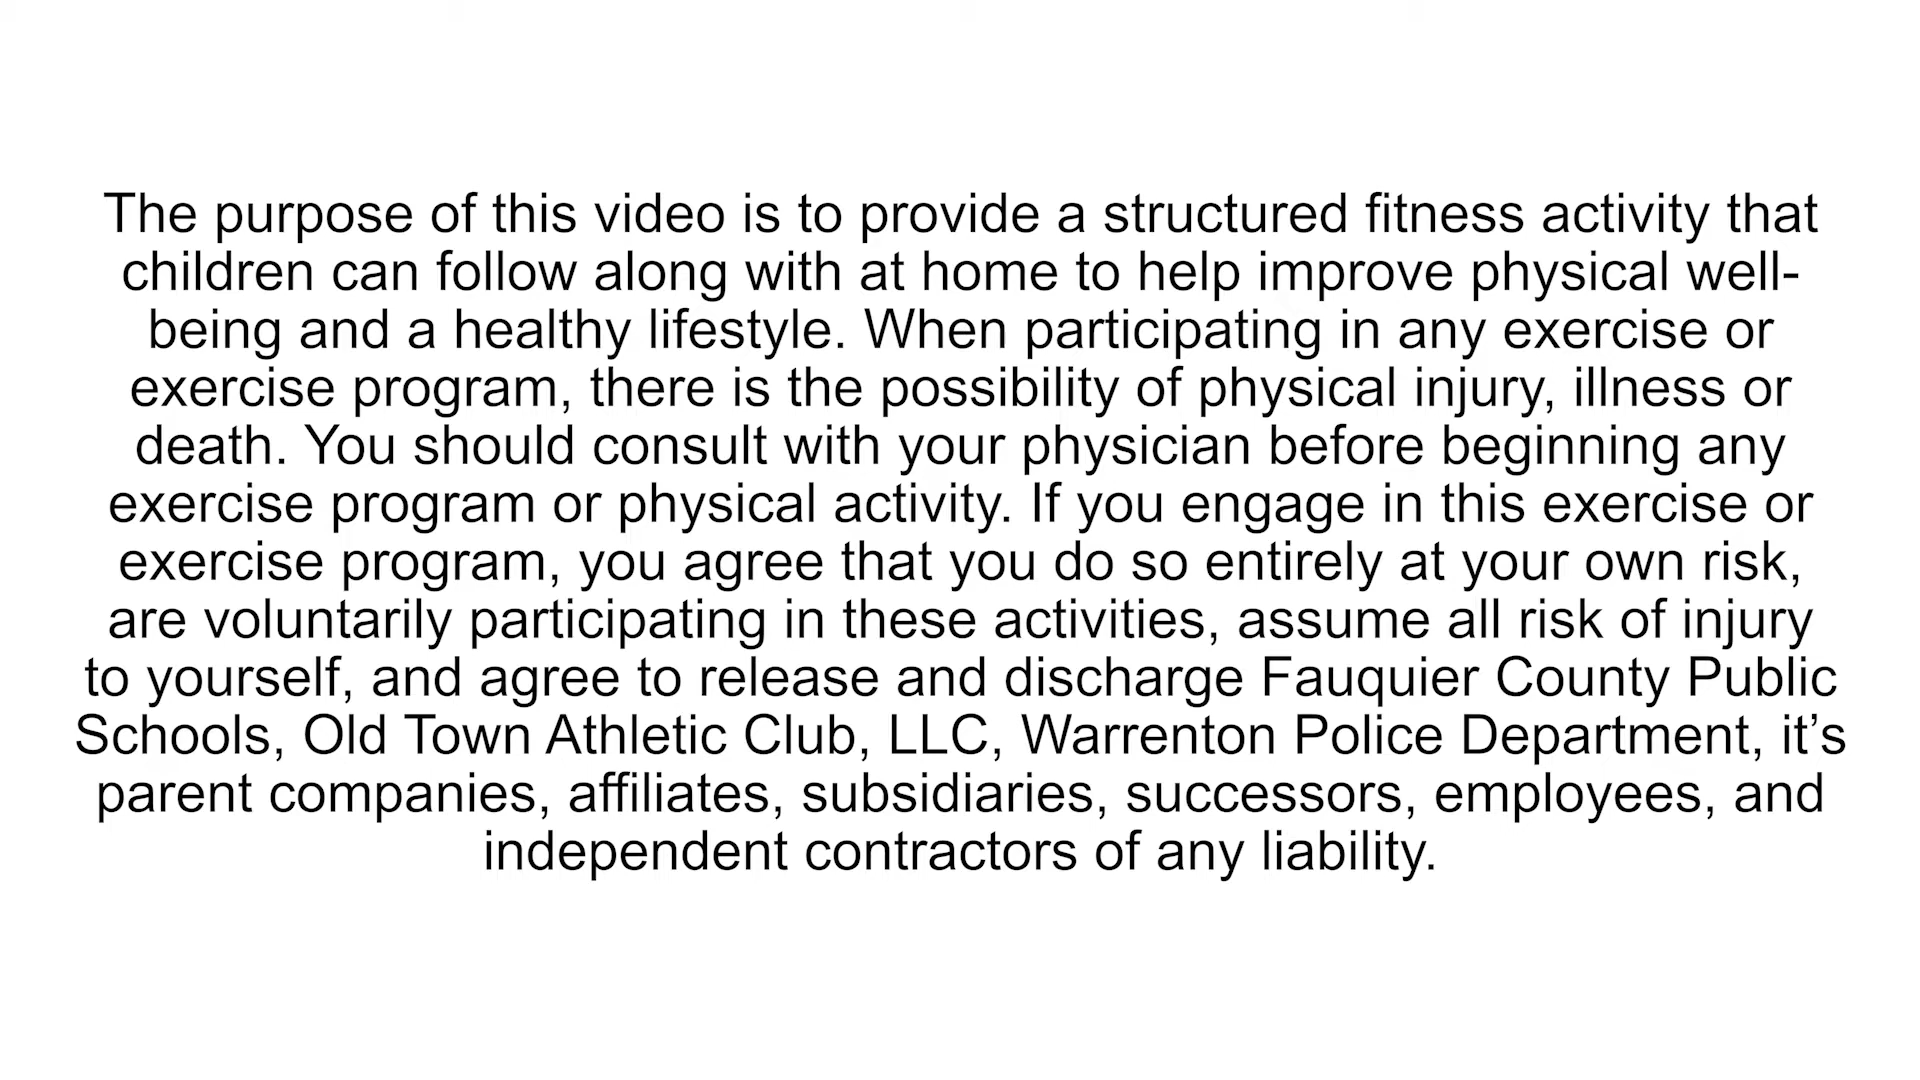 The purpose of this video is to provide a structured fitness activity that
children can follow along with at home to help improve physical well-
being and a healthy lifestyle. When participating in any exercise or
exercise program, there is the possibility of physical injury, illness or
death. You should consult with your physician before beginning any
exercise program or physical activity. If you engage in this exercise or
exercise program, you agree that you do so entirely at your own risk,
are voluntarily participating in these activities, assume all risk of injury
to yourself, and agree to release and discharge Fauquier County Public
Schools, Old Town Athletic Club, LLC, Warrenton Police Department, it’s
parent companies, affiliates, subsidiaries, successors, employees, and
independent contractors of any liability.